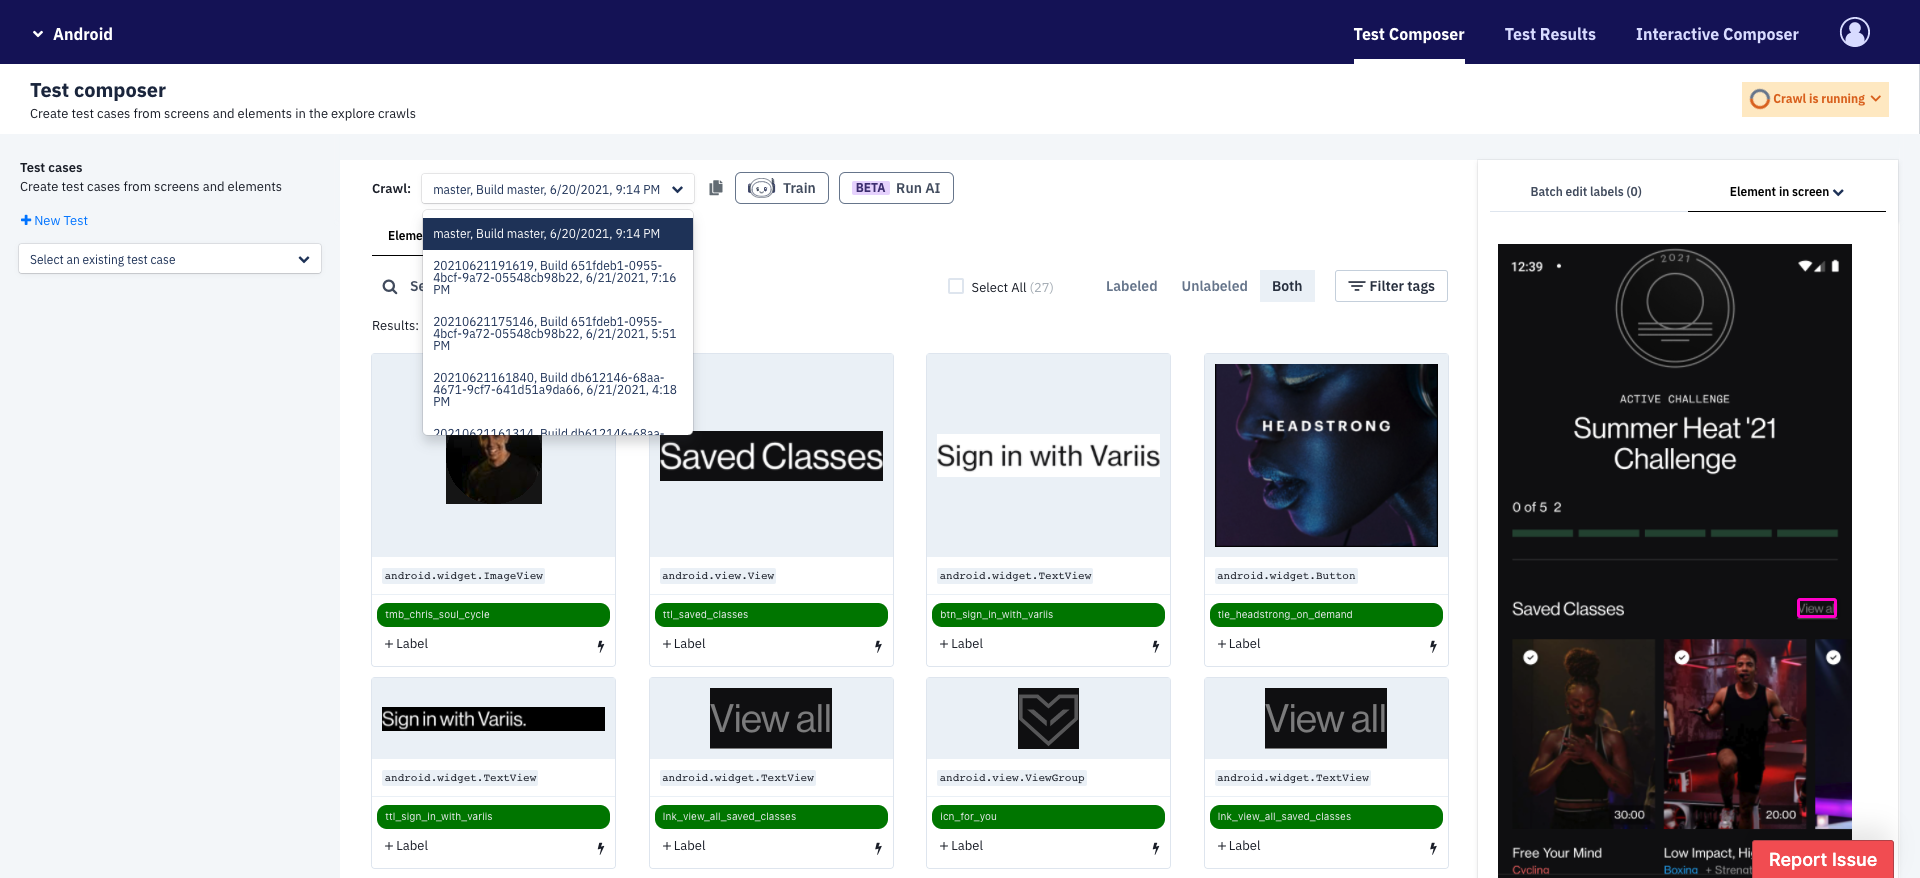 Android
Test Composer
Test Results
Interactive Composer
Test composer
Create test cases from screens and elements in the explore crawls
Crawl is running
Test cases
Create test cases from screens and elements
+ New Test
Select an existing test case
Crawl:
master, Build master, 6/20/2021, 9:14 PM
Train
BETA Run AI
master, Build master, 6/20/2021, 9:14 PM
20210621191619, Build 651fdeb1-0955-
4bcf-9a72-05548cb98b22, 6/21/2021, 7:16
PM
20210621175146, Build 651fdeb1-0955-
4bcf-9a72-05548cb98b22, 6/21/2021, 5:51
PM
20210621161840, Build db612146-68aa-
4671-9cf7-641d51a9da66, 6/21/2021, 4:18
PM
20210621161314, Build db612146-68aa-
Eleme
Se
Select All (27)
Labeled
Unlabeled
Both
Filter tags
Results:
Saved Classes
Sign in with Variis
HEADSTRONG
android.widget.ImageView
android.view.View
android.widget.TextView
android.widget.Button
tmb_chris_soul_cycle
ttl_saved_classes
btn_sign_in_with_variis
tle_headstrong_on_demand
+ Label
+ Label
+ Label
+ Label
Sign in with Variis.
View all
View all
android.widget.TextView
android.widget.TextView
android.view.ViewGroup
android.widget.TextView
ttl_sign_in_with_variis
lnk_view_all_saved_classes
icn_for_you
lnk_view_all_saved_classes
+ Label
+ Label
+ Label
+ Label
Batch edit labels (0)
Element in screen
12:39
2021
ACTIVE CHALLENGE
Summer Heat '21
Challenge
0 of 5 2
Saved Classes
View all
30:00
20:00
Free Your Mind
Cycling
Low Impact, Hi
Boxing + Strengt
Report Issue